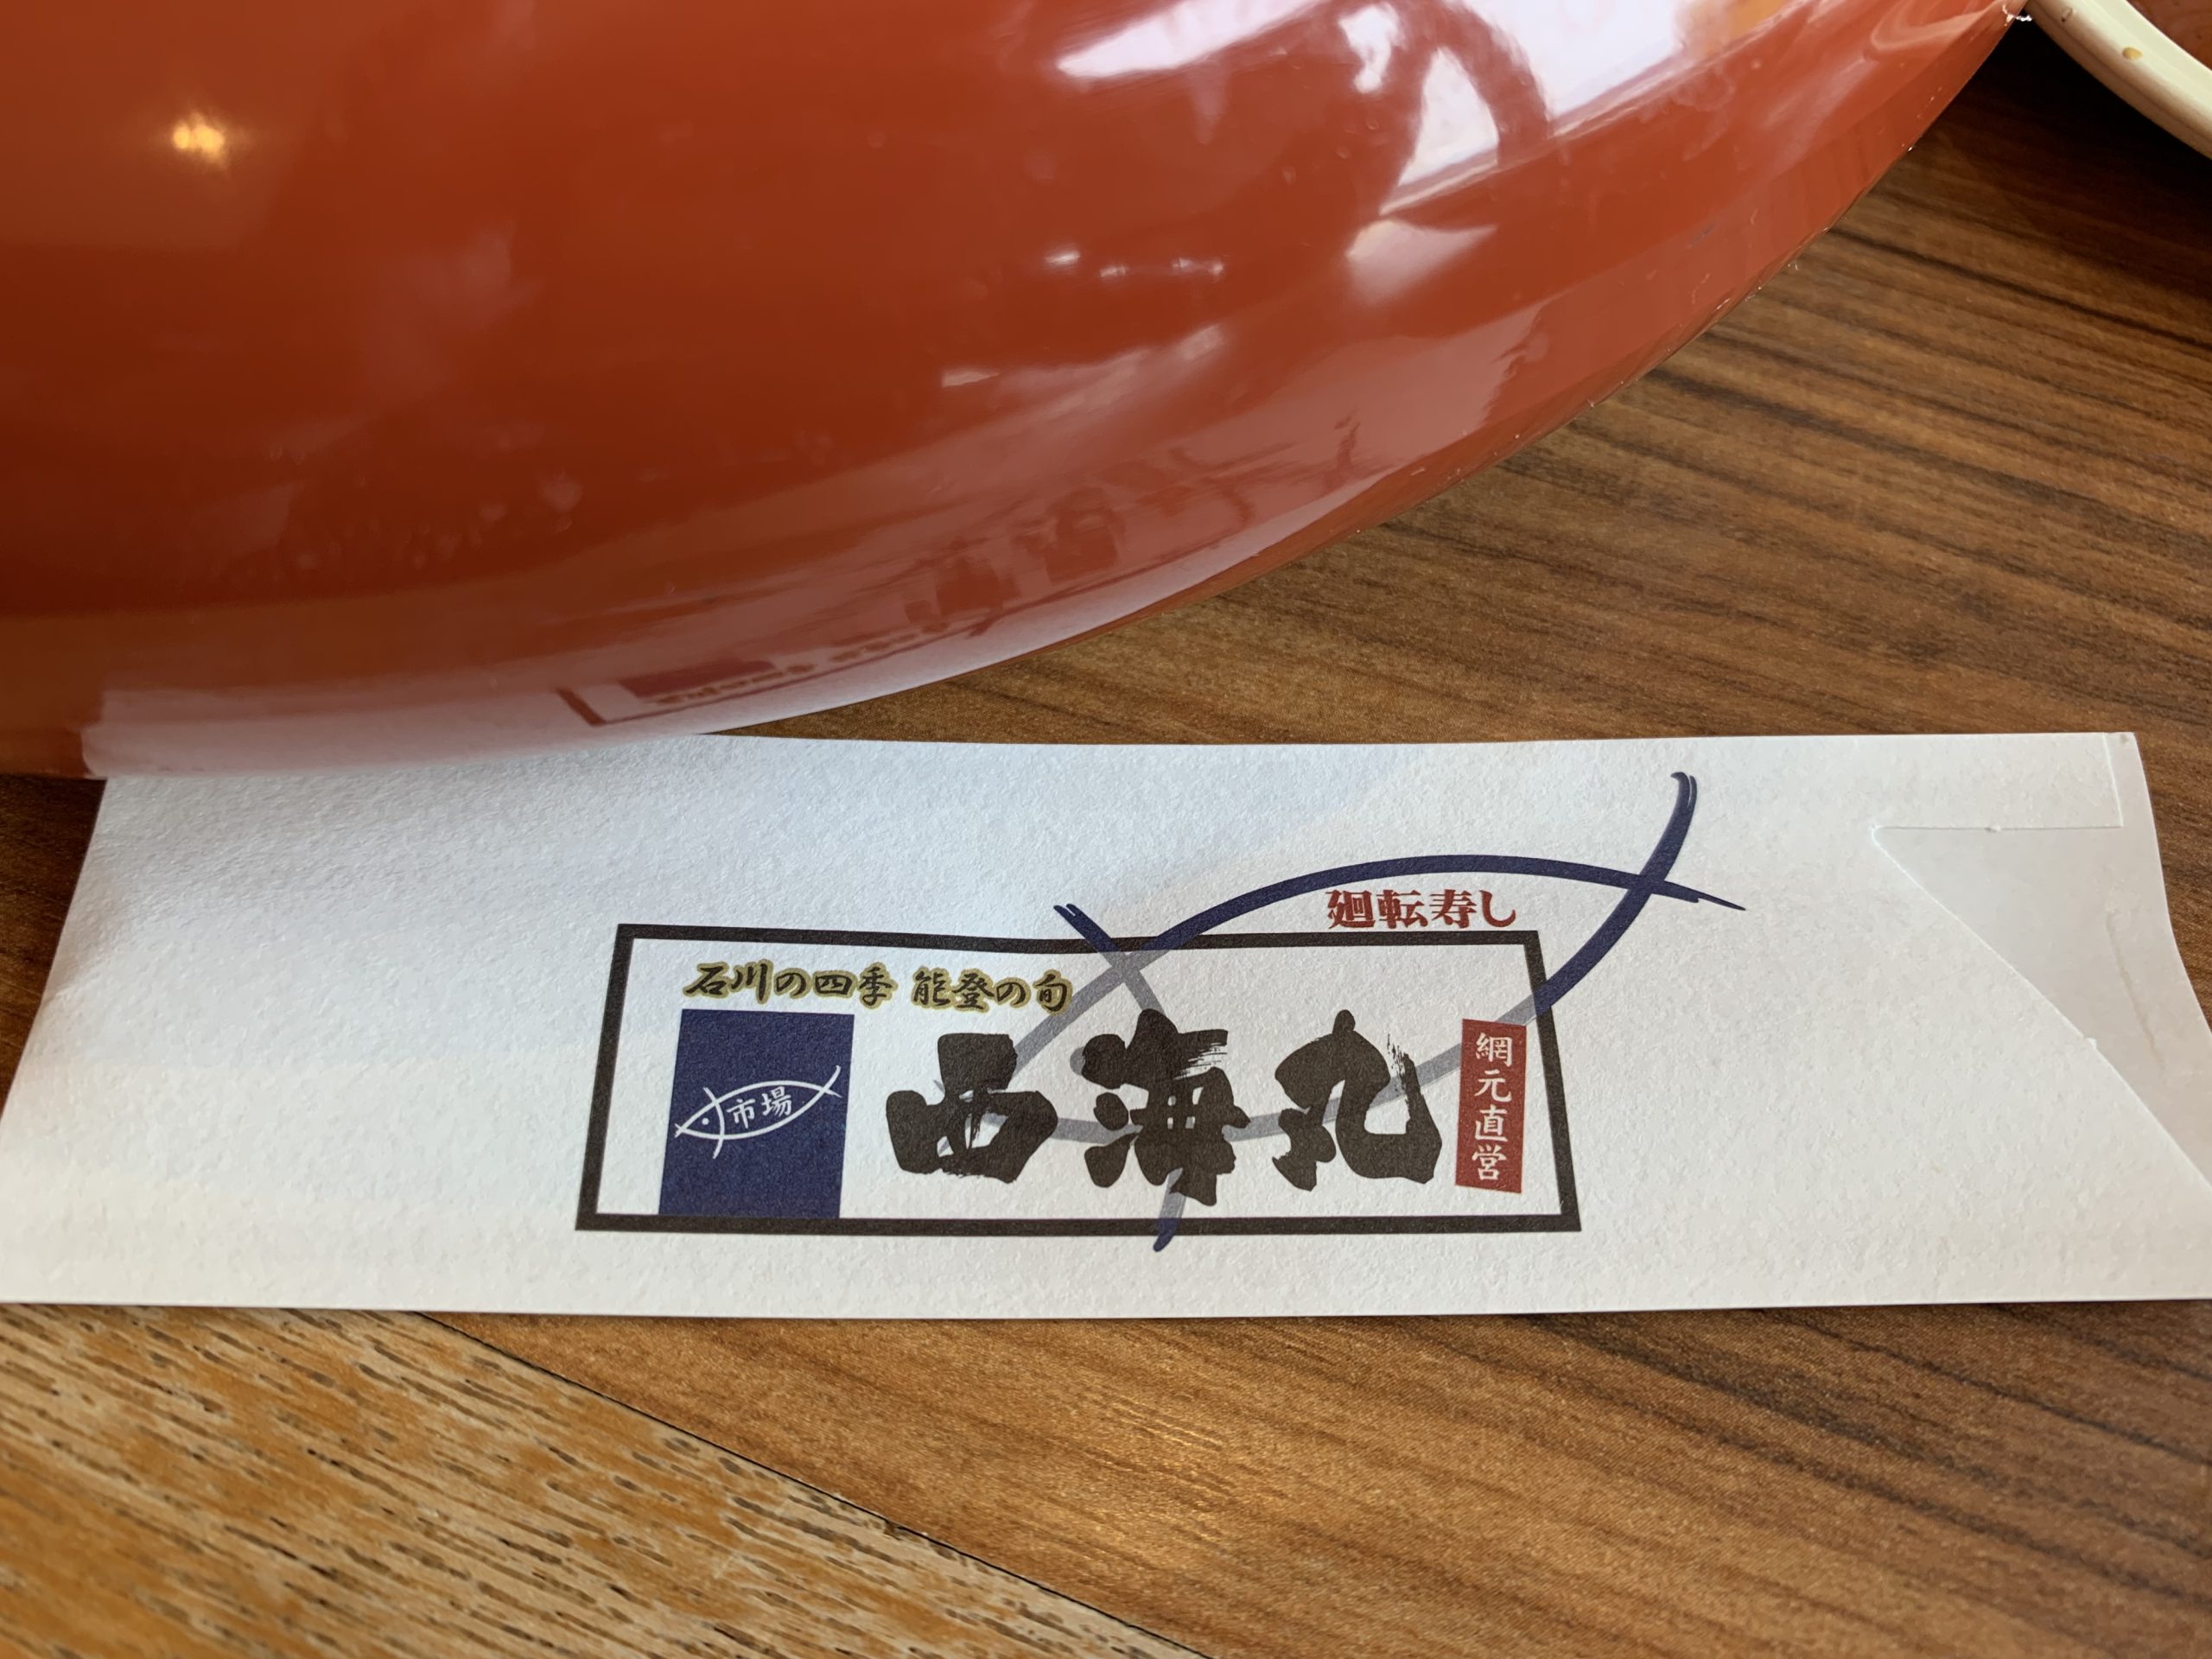 廻転寿し
石川の四季 能登の旬
市場
西海丸
網元直営